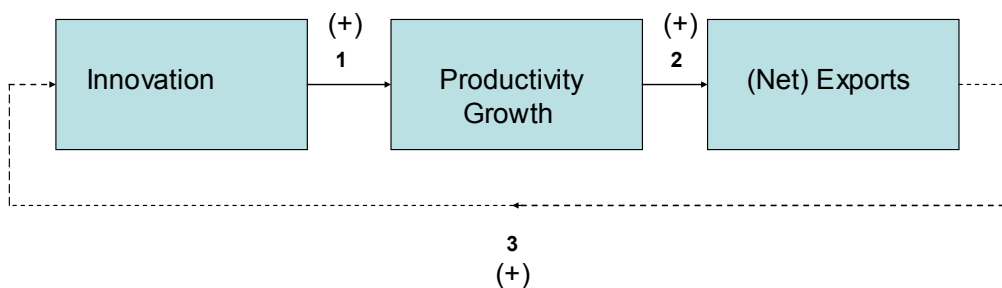 (+)
(+)
1
2
Innovation
Productivity
Growth
(Net) Exports
3
(+)